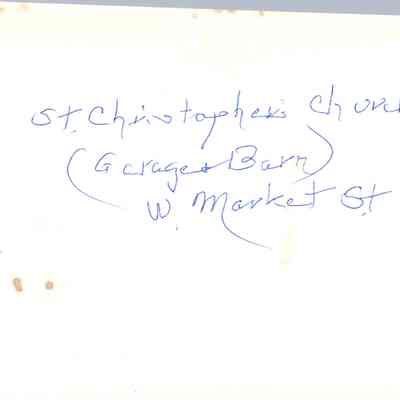 St. Christopher's Church
(Garage & Barn)
W. Market St.